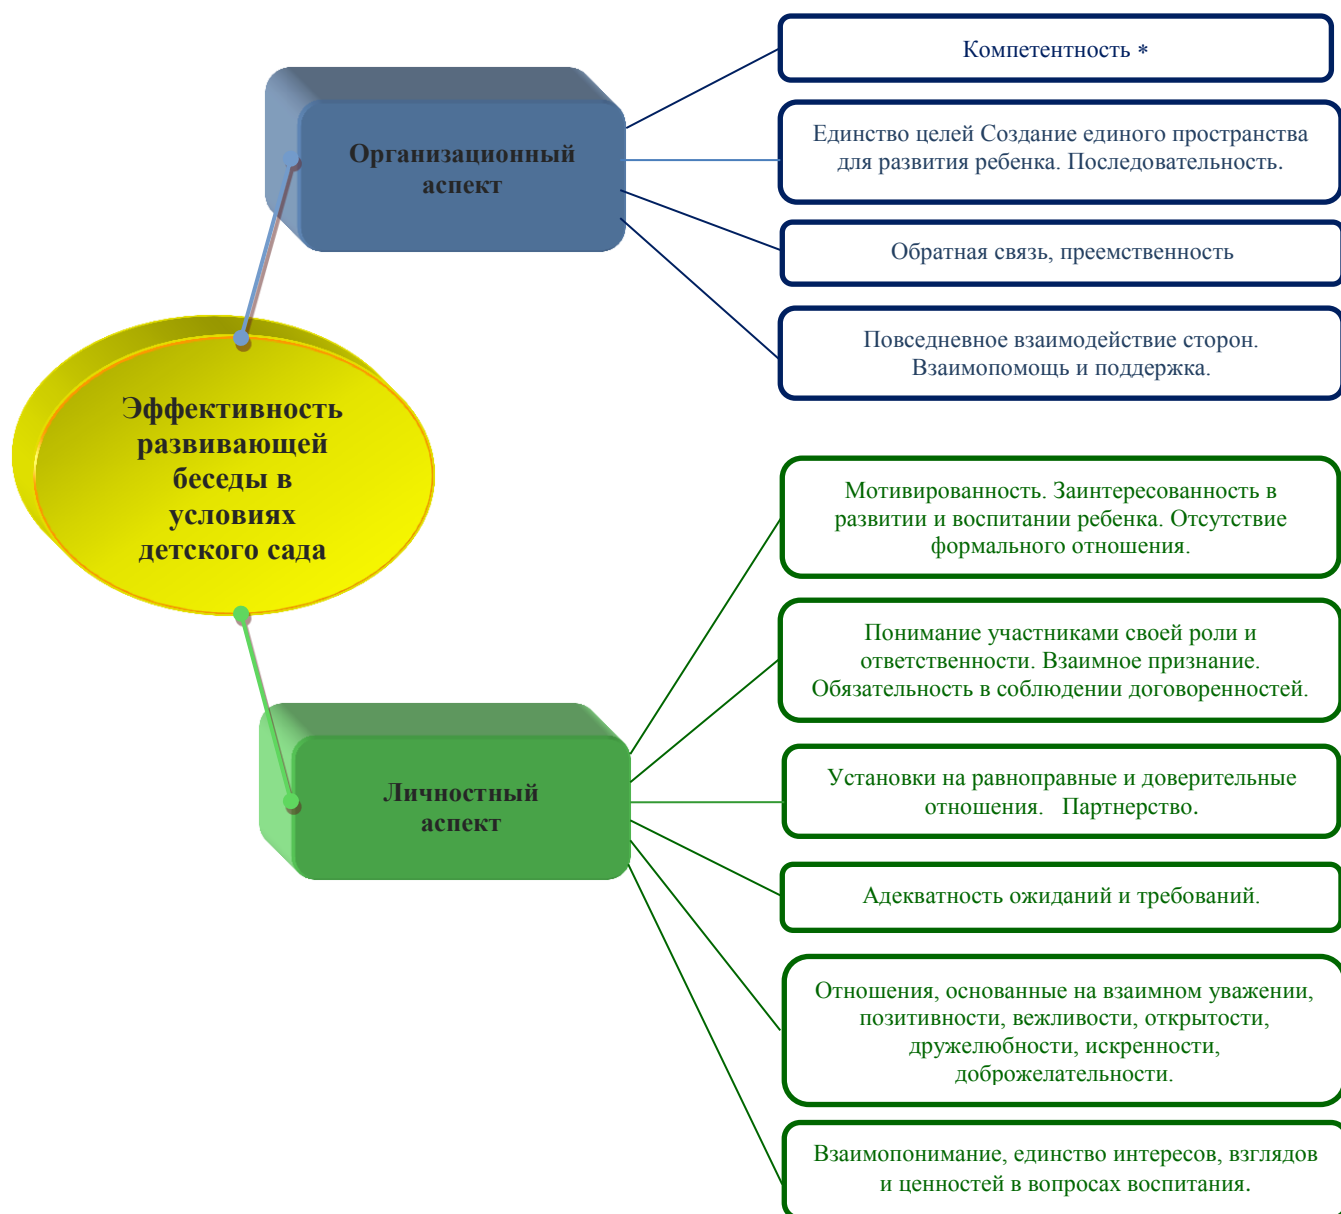 Эффективность
развивающей
беседы в
условиях
детского сада
Организационный
аспект
Компетентность *
Единство целей Создание единого пространства
для развития ребенка. Последовательность.
Обратная связь, преемственность
Повседневное взаимодействие сторон.
Взаимопомощь и поддержка.
Личностный
аспект
Мотивированность. Заинтересованность в
развитии и воспитании ребенка. Отсутствие
формального отношения.
Понимание участниками своей роли и
ответственности. Взаимное признание.
Обязательность в соблюдении договоренностей.
Установки на равноправные и доверительные
отношения. Партнерство.
Адекватность ожиданий и требований.
Отношения, основанные на взаимном уважении,
позитивности, вежливости, открытости,
дружелюбности, искренности,
доброжелательности.
Взаимопонимание, единство интересов, взглядов
и ценностей в вопросах воспитания.